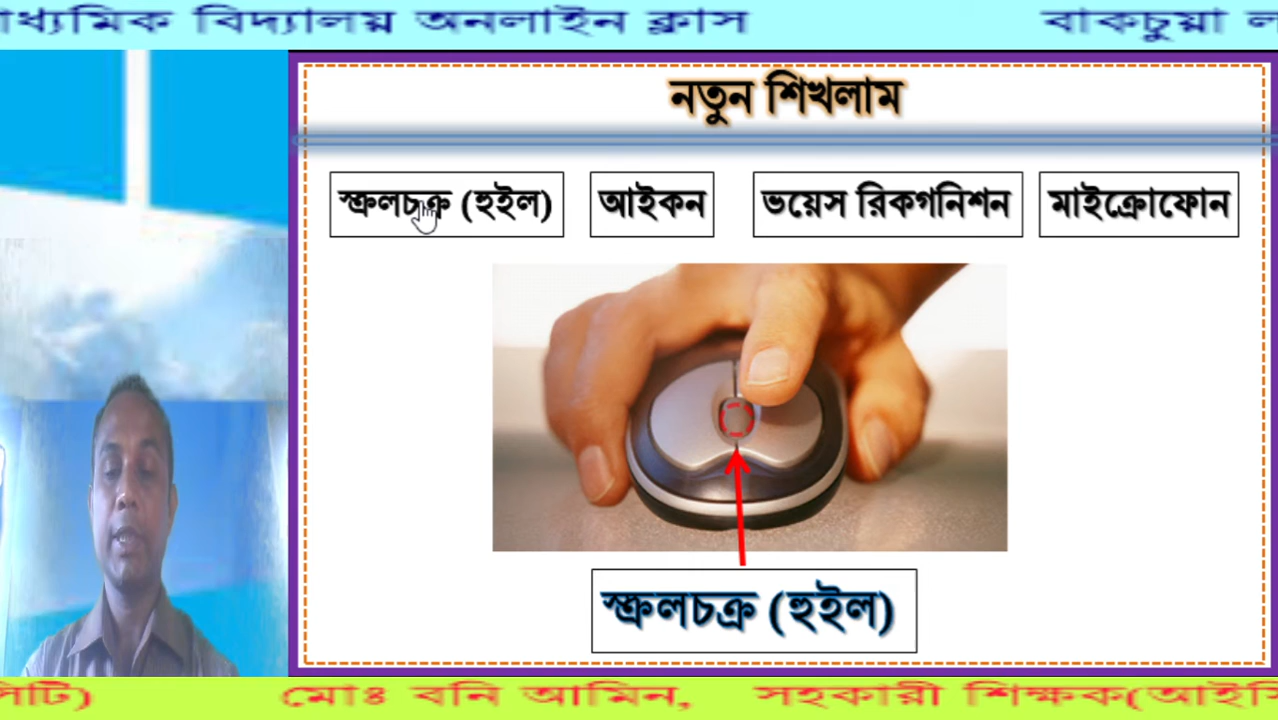 াধ্যমিক বিদ্যালয় অনলাইন ক্লাস বাকচুয়া ল
নতুন শিখলাম
স্ক্রলচক্র (হুইল) আইকন ভয়েস রিকগনিশন মাইক্রোফোন
স্ক্রলচক্র (হুইল)
সিটি) মোঃ বনি আমিন, সহকারী শিক্ষক(আইসি